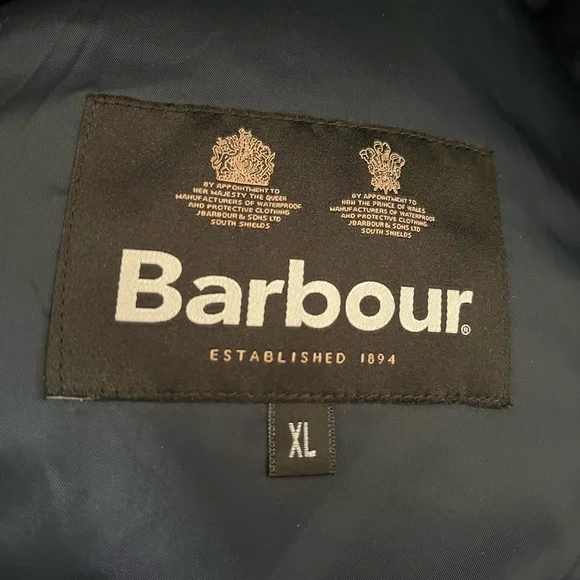 BY APPOINTMENT TO
HER MAJESTY THE QUEEN
MANUFACTURERS OF WATERPROOF
AND PROTECTIVE CLOTHING
JBARBOUR & SONS LTD
SOUTH SHIELDS
BY APPOINTMENT TO
HRH THE PRINCE OF WALES
MANUFACTURERS OF WATERPROOF
AND PROTECTIVE CLOTHING
JBARBOUR & SONS LTD
SOUTH SHIELDS
Barbour®
ESTABLISHED 1894
XL